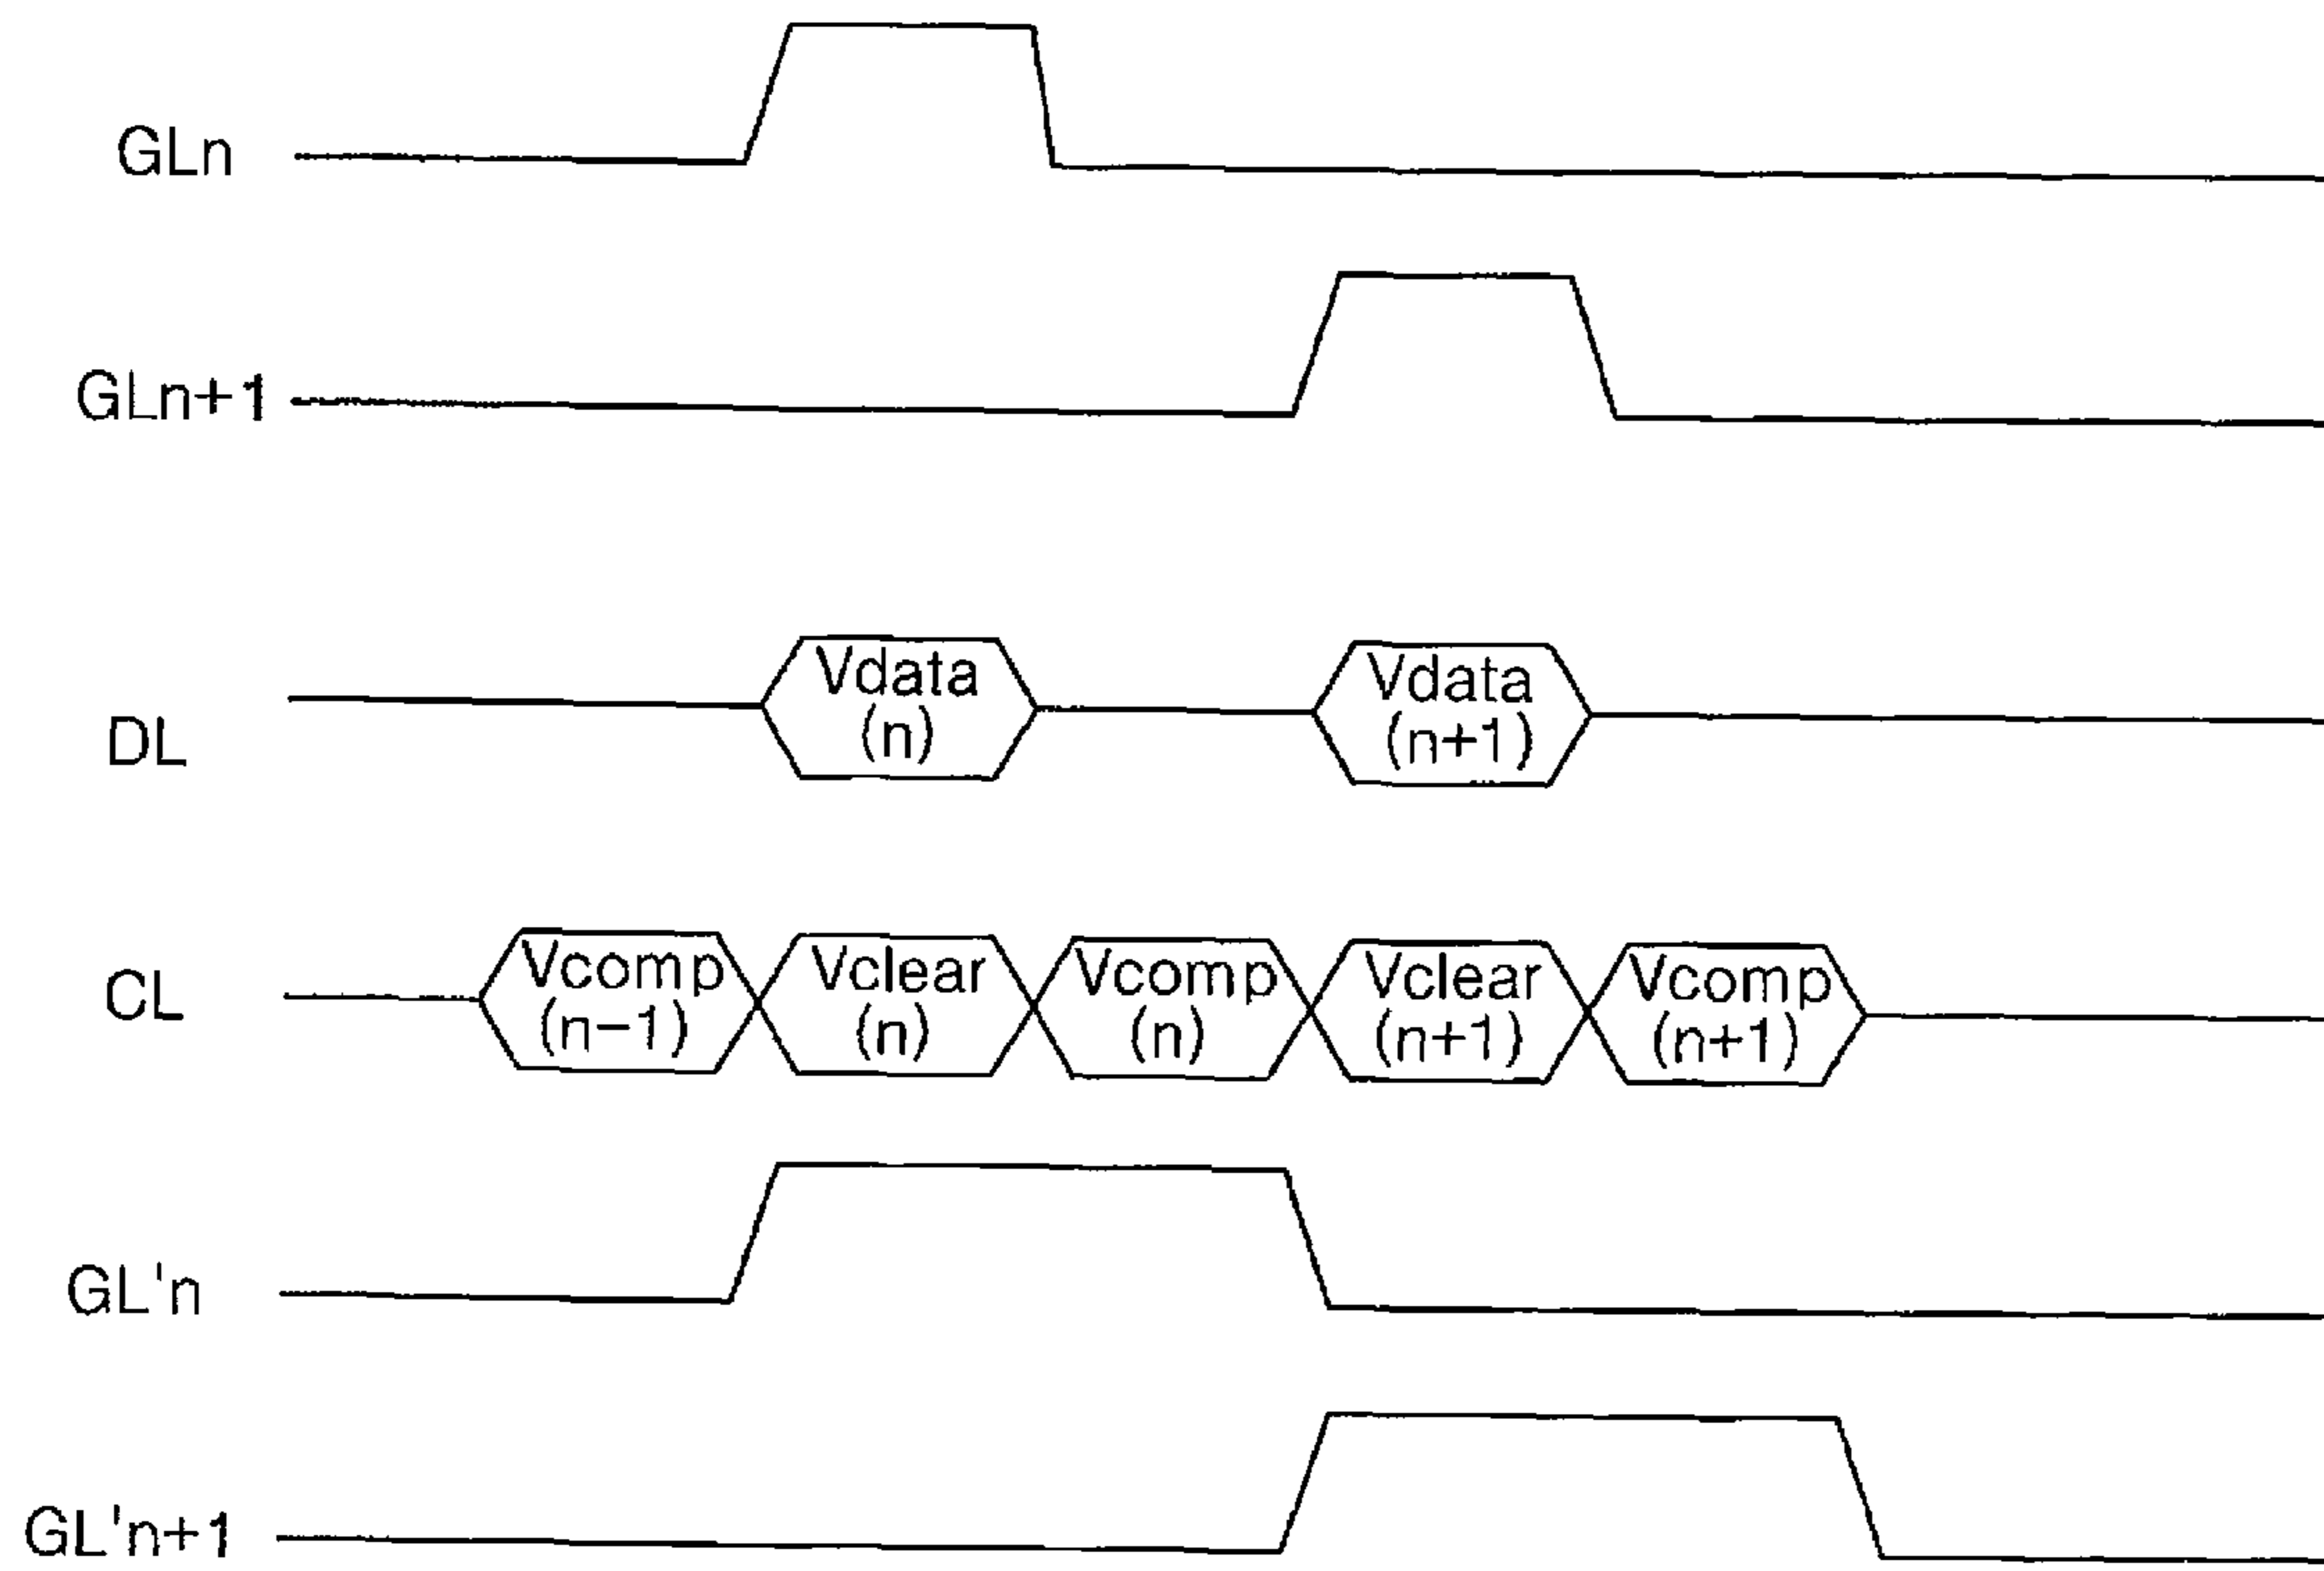 GLn
GLn+1
DL
Vdata
(n)
Vdata
(n+1)
CL
Vcomp
(n-1)
Vclear
(n)
Vcomp
(n)
Vclear
(n+1)
Vcomp
(n+1)
GL'n
GL'n+1